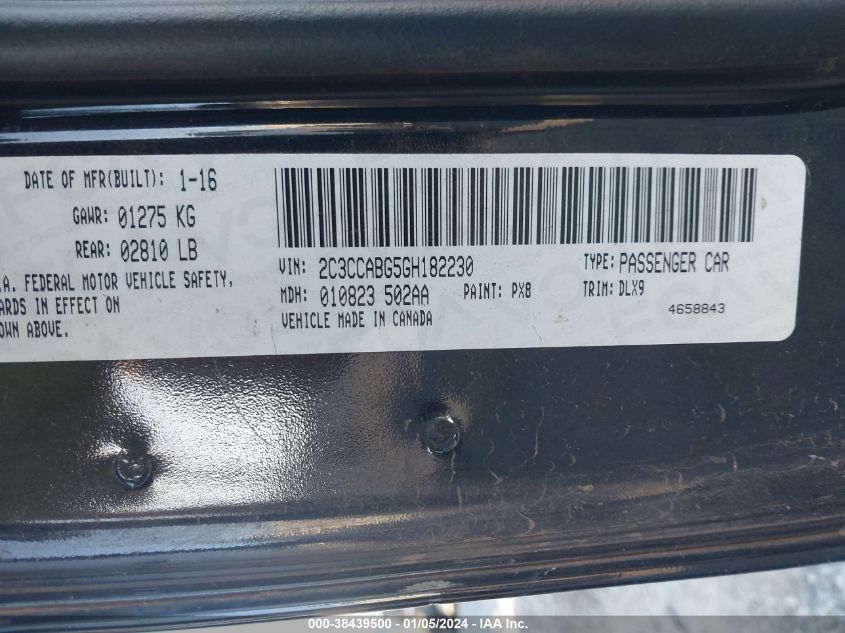 DATE OF MFR(BUILT): 1-16
GAWR: 01275 KG
REAR: 02810 LB
.A. FEDERAL MOTOR VEHICLE SAFETY,
ARDS IN EFFECT ON
OWN ABOVE.
VIN: 2C3CCABG5GH182230 TYPE: PASSENGER CAR
MDH: 010823 502AA PAINT: PX8 TRIM: DLX9
VEHICLE MADE IN CANADA 4658843
000-38439500 - 01/05/2024 - IAA Inc.